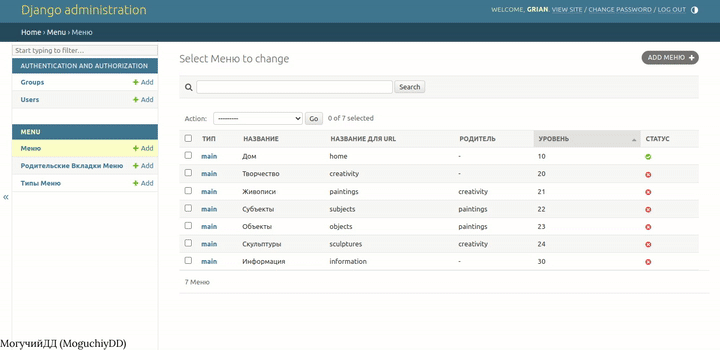 Django administration
WELCOME, GRIAN. VIEW SITE / CHANGE PASSWORD / LOG OUT
Home › Menu › Меню
Start typing to filter…
AUTHENTICATION AND AUTHORIZATION
Groups + Add
Users + Add
MENU
Меню + Add
Родительские Вкладки Меню + Add
Типы Меню + Add
«
Select Меню to change
ADD МЕНЮ +
Search
Action: --------- Go 0 of 7 selected
ТИП НАЗВАНИЕ НАЗВАНИЕ ДЛЯ URL РОДИТЕЛЬ УРОВЕНЬ СТАТУС
main Дом home - 10
main Творчество creativity - 20
main Живописи paintings creativity 21
main Субъекты subjects paintings 22
main Объекты objects paintings 23
main Скульптуры sculptures creativity 24
main Информация information - 30
7 Меню
МогучийДД (MoguchiyDD)